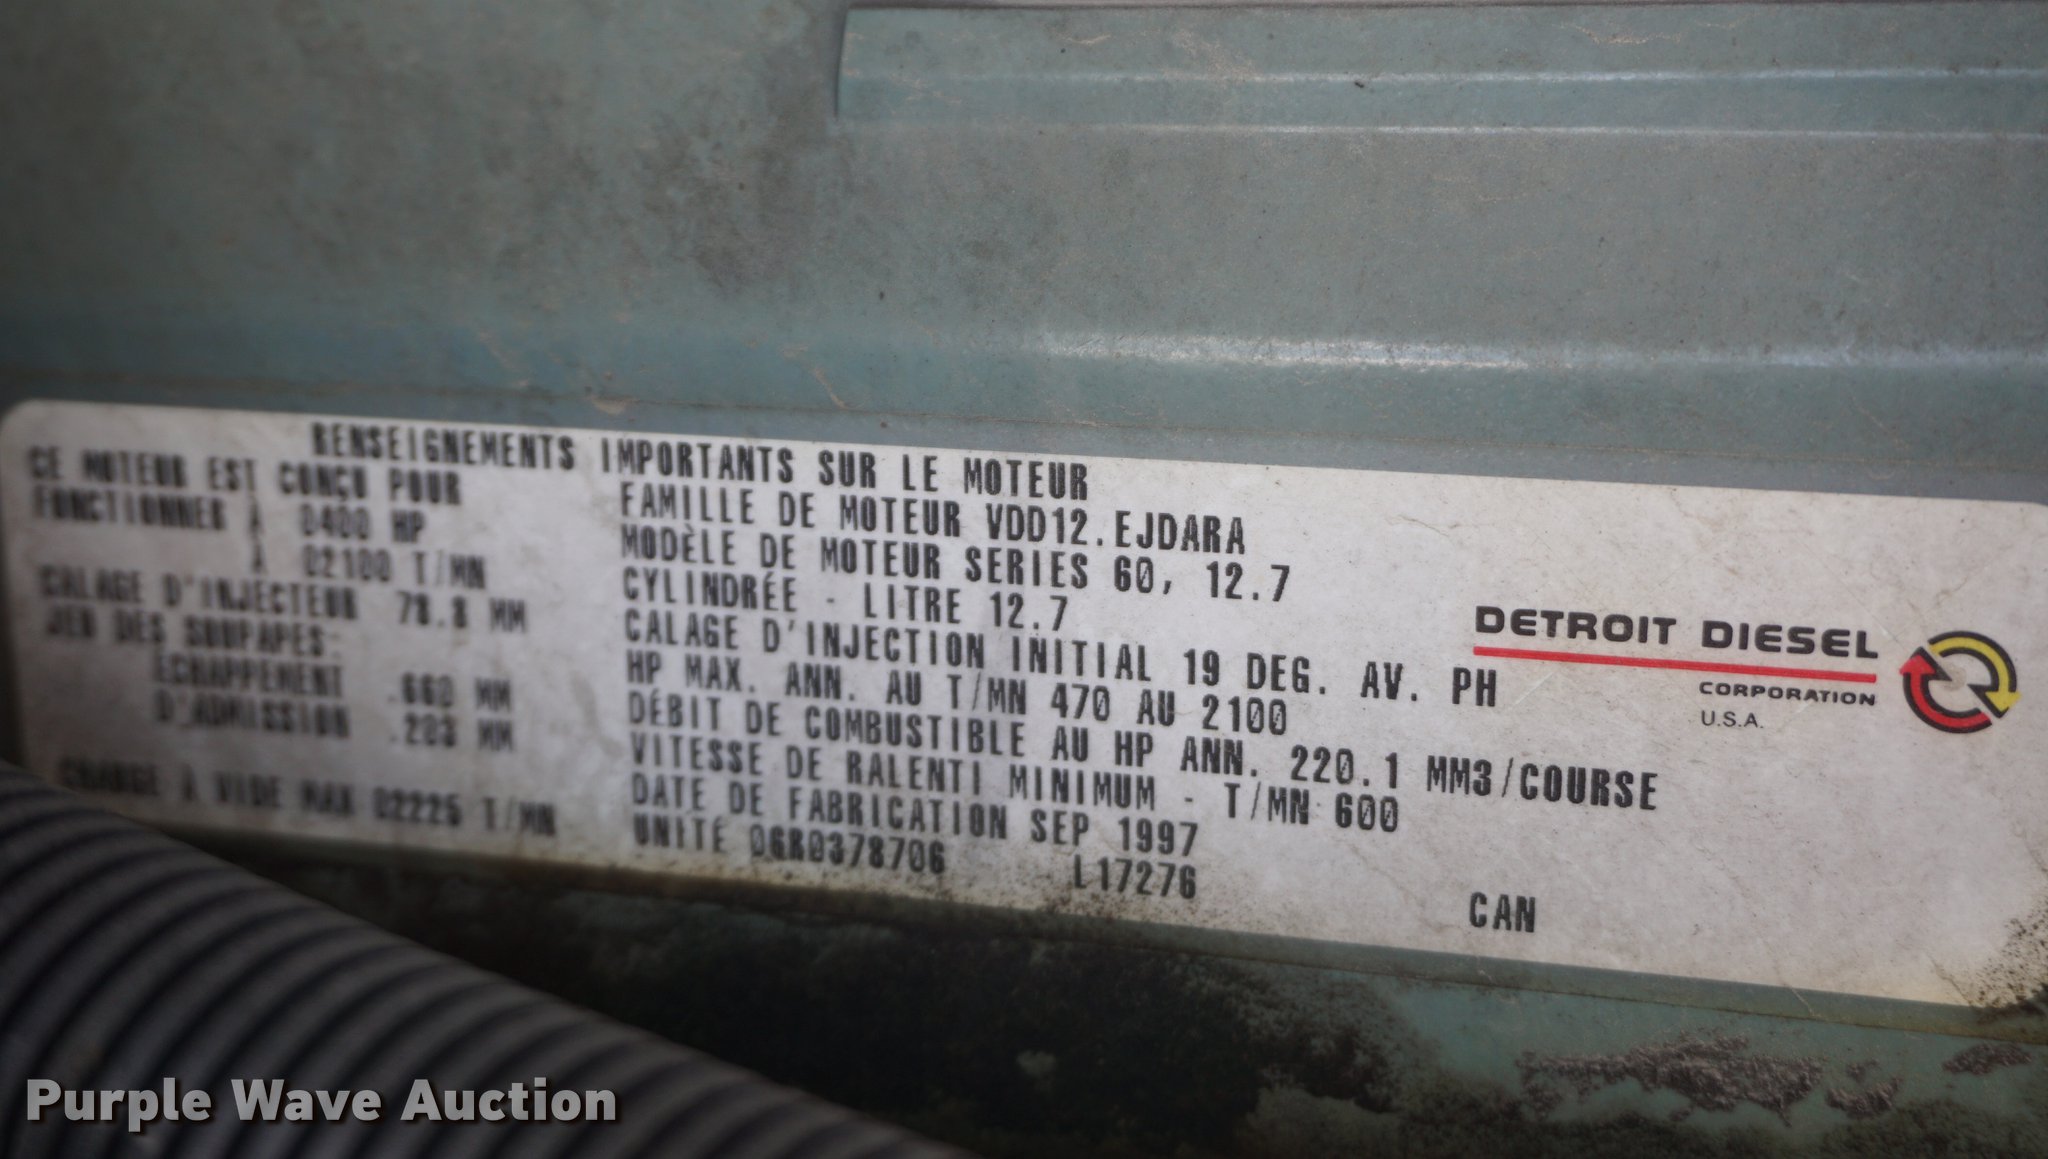 RENSEIGNEMENTS IMPORTANTS SUR LE MOTEUR
CE MOTEUR EST CONÇU POUR
FONCTIONNER À 0400 HP
À 02100 T/MN
CALAGE D'INJECTEUR 78.8 MM
JEU DES SOUPAPES:
ECHAPPEMENT .660 MM
D'ADMISSION .203 MM
CHARGE À VIDE MAX 02225 T/MN
FAMILLE DE MOTEUR VDD12.EJDARA
MODÈLE DE MOTEUR SERIES 60, 12.7
CYLINDRÉE - LITRE 12.7
CALAGE D'INJECTION INITIAL 19 DEG. AV. PH
HP MAX. ANN. AU T/MN 470 AU 2100
DÉBIT DE COMBUSTIBLE AU HP ANN. 220.1 MM3/COURSE
VITESSE DE RALENTI MINIMUM - T/MN 600
DATE DE FABRICATION SEP 1997
UNITÉ 06R0378706 L17276
CAN
DETROIT DIESEL
CORPORATION
U.S.A.
Purple Wave Auction